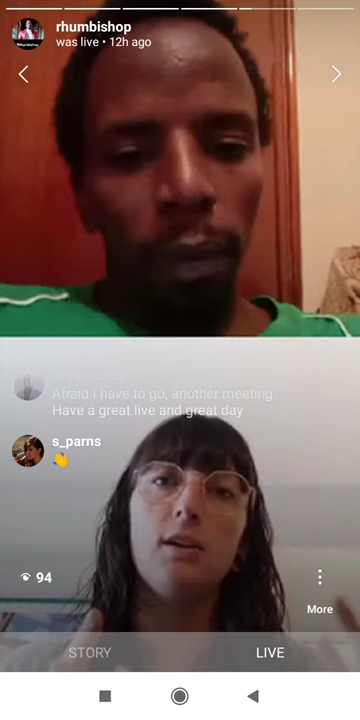 rhumbishop
was live • 12h ago
Afraid I have to go, another meeting.
Have a great live and great day
s_parns
👏
94
More
STORY
LIVE